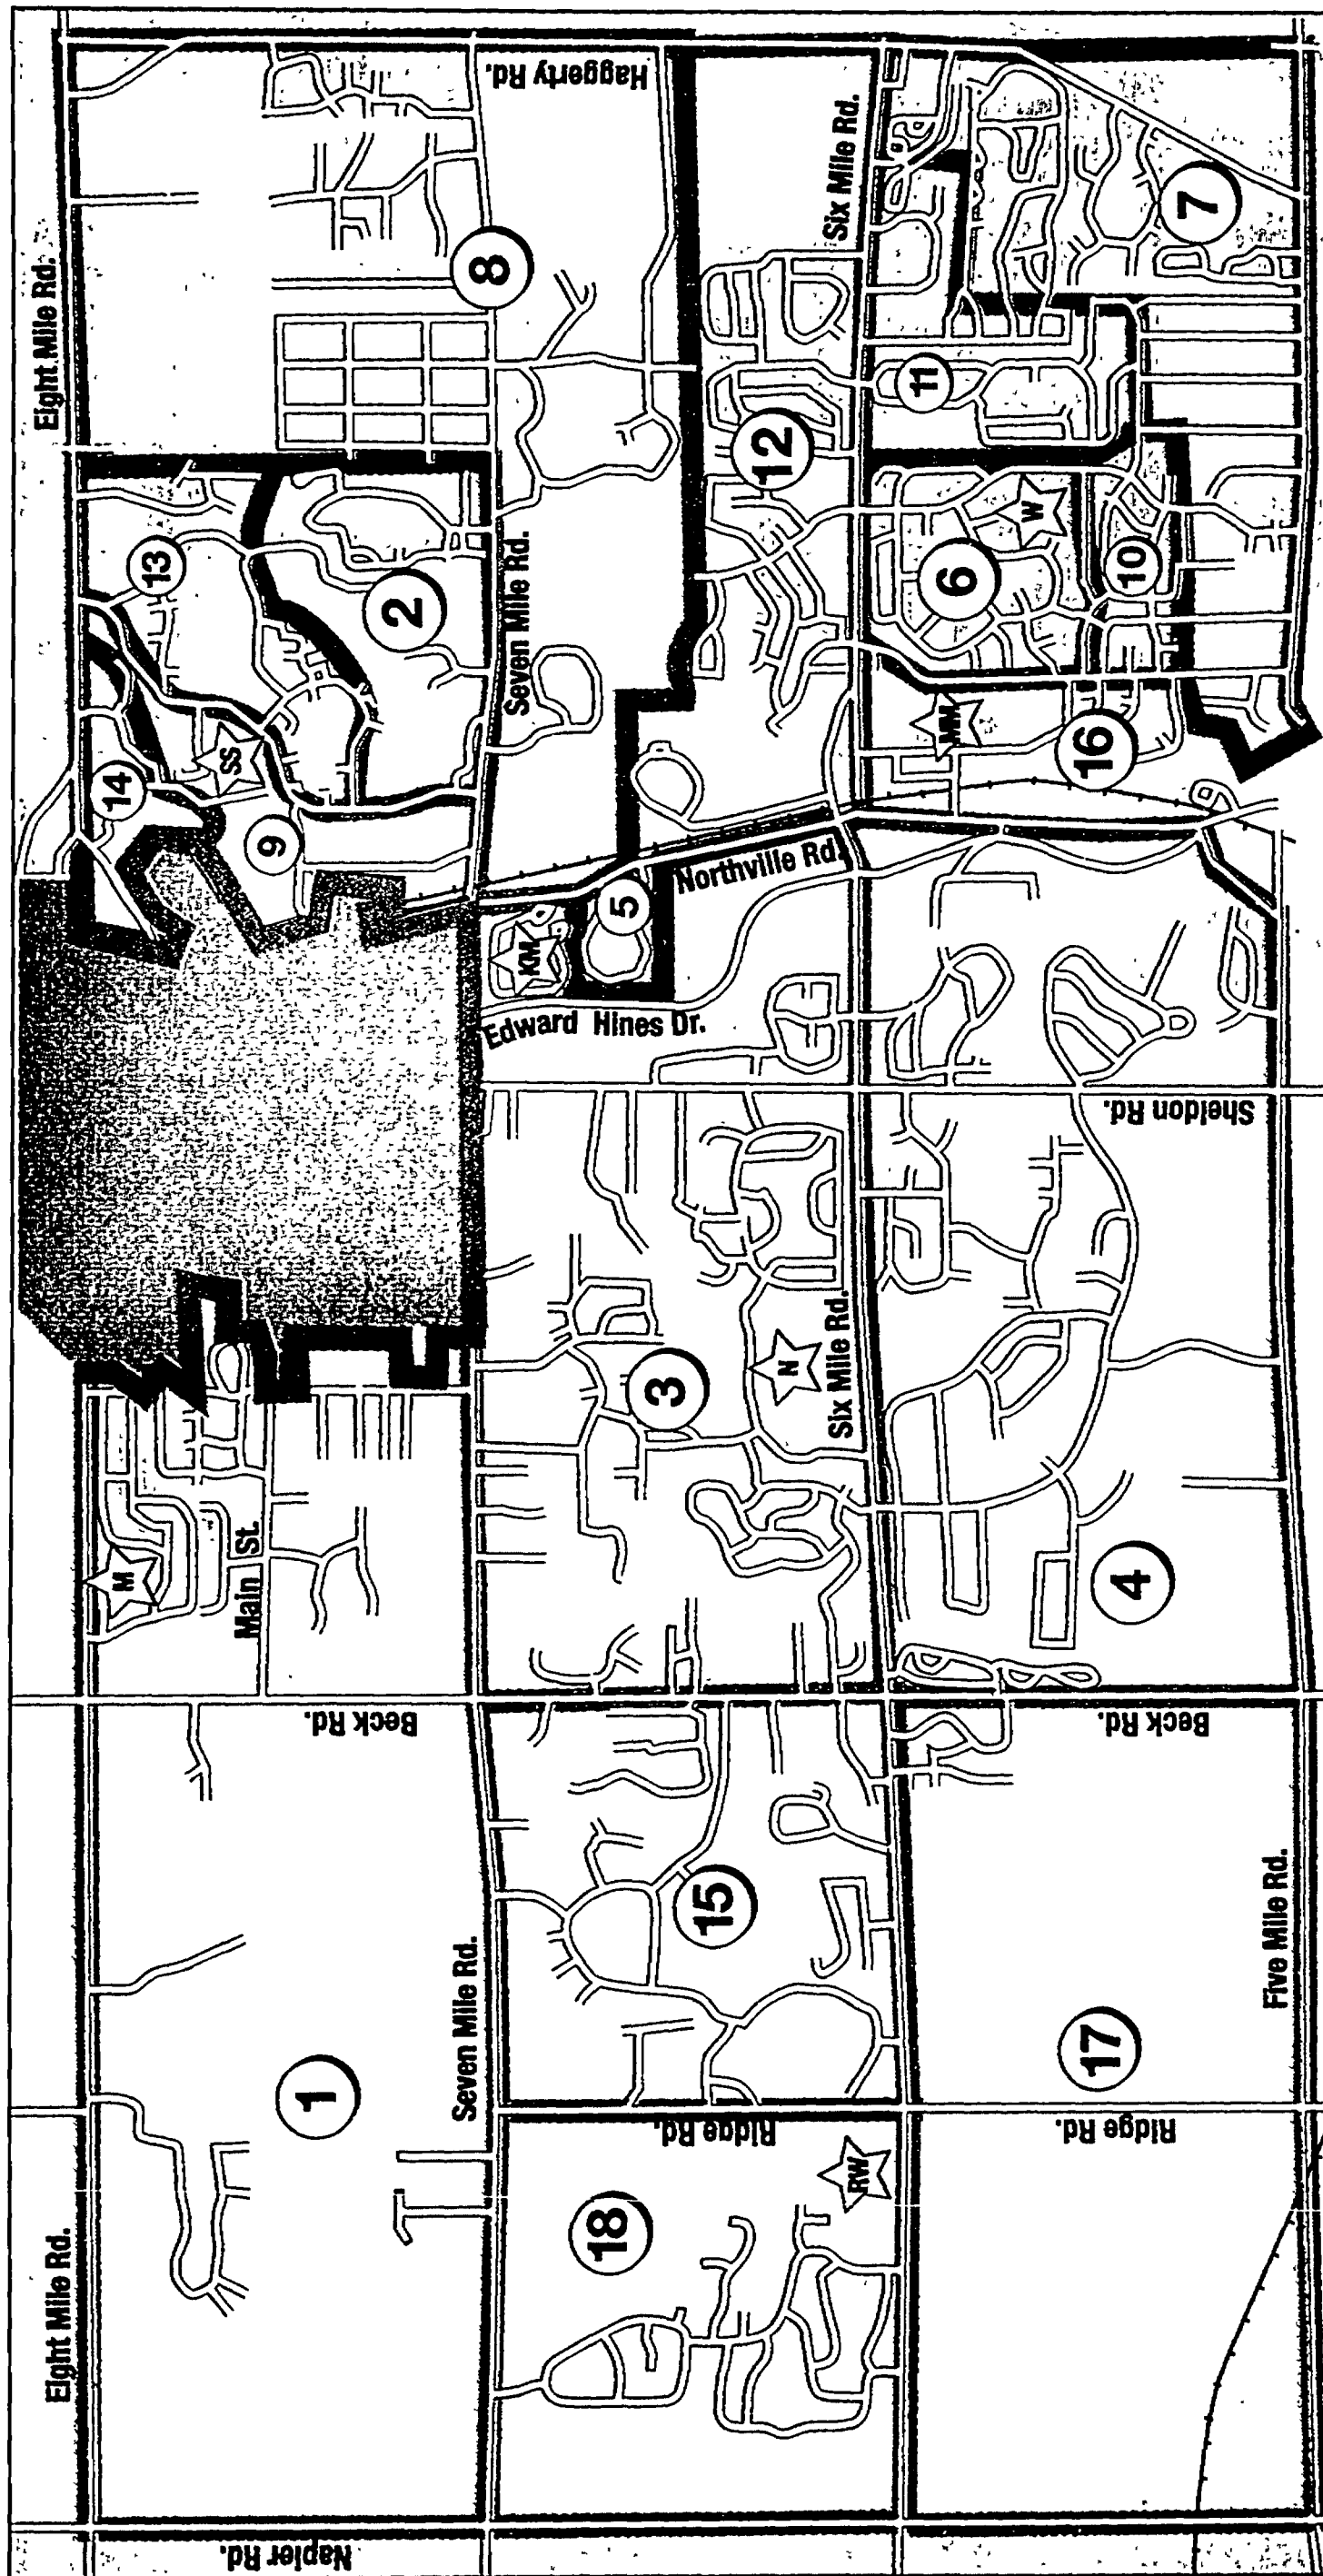 Eight Mile Rd.
Eight Mile Rd.
Napier Rd.
1
Beck Rd.
M
Main St.
14
SS
9
13
2
Haggerty Rd.
8
Seven Mile Rd.
Seven Mile Rd.
18
RW
Ridge Rd.
15
3
N
Six Mile Rd.
Edward Hines Dr.
KM
5
Northville Rd.
12
Six Mile Rd.
17
Ridge Rd.
Five Mile Rd.
Beck Rd.
4
Sheldon Rd.
MM
16
6
W
10
11
7